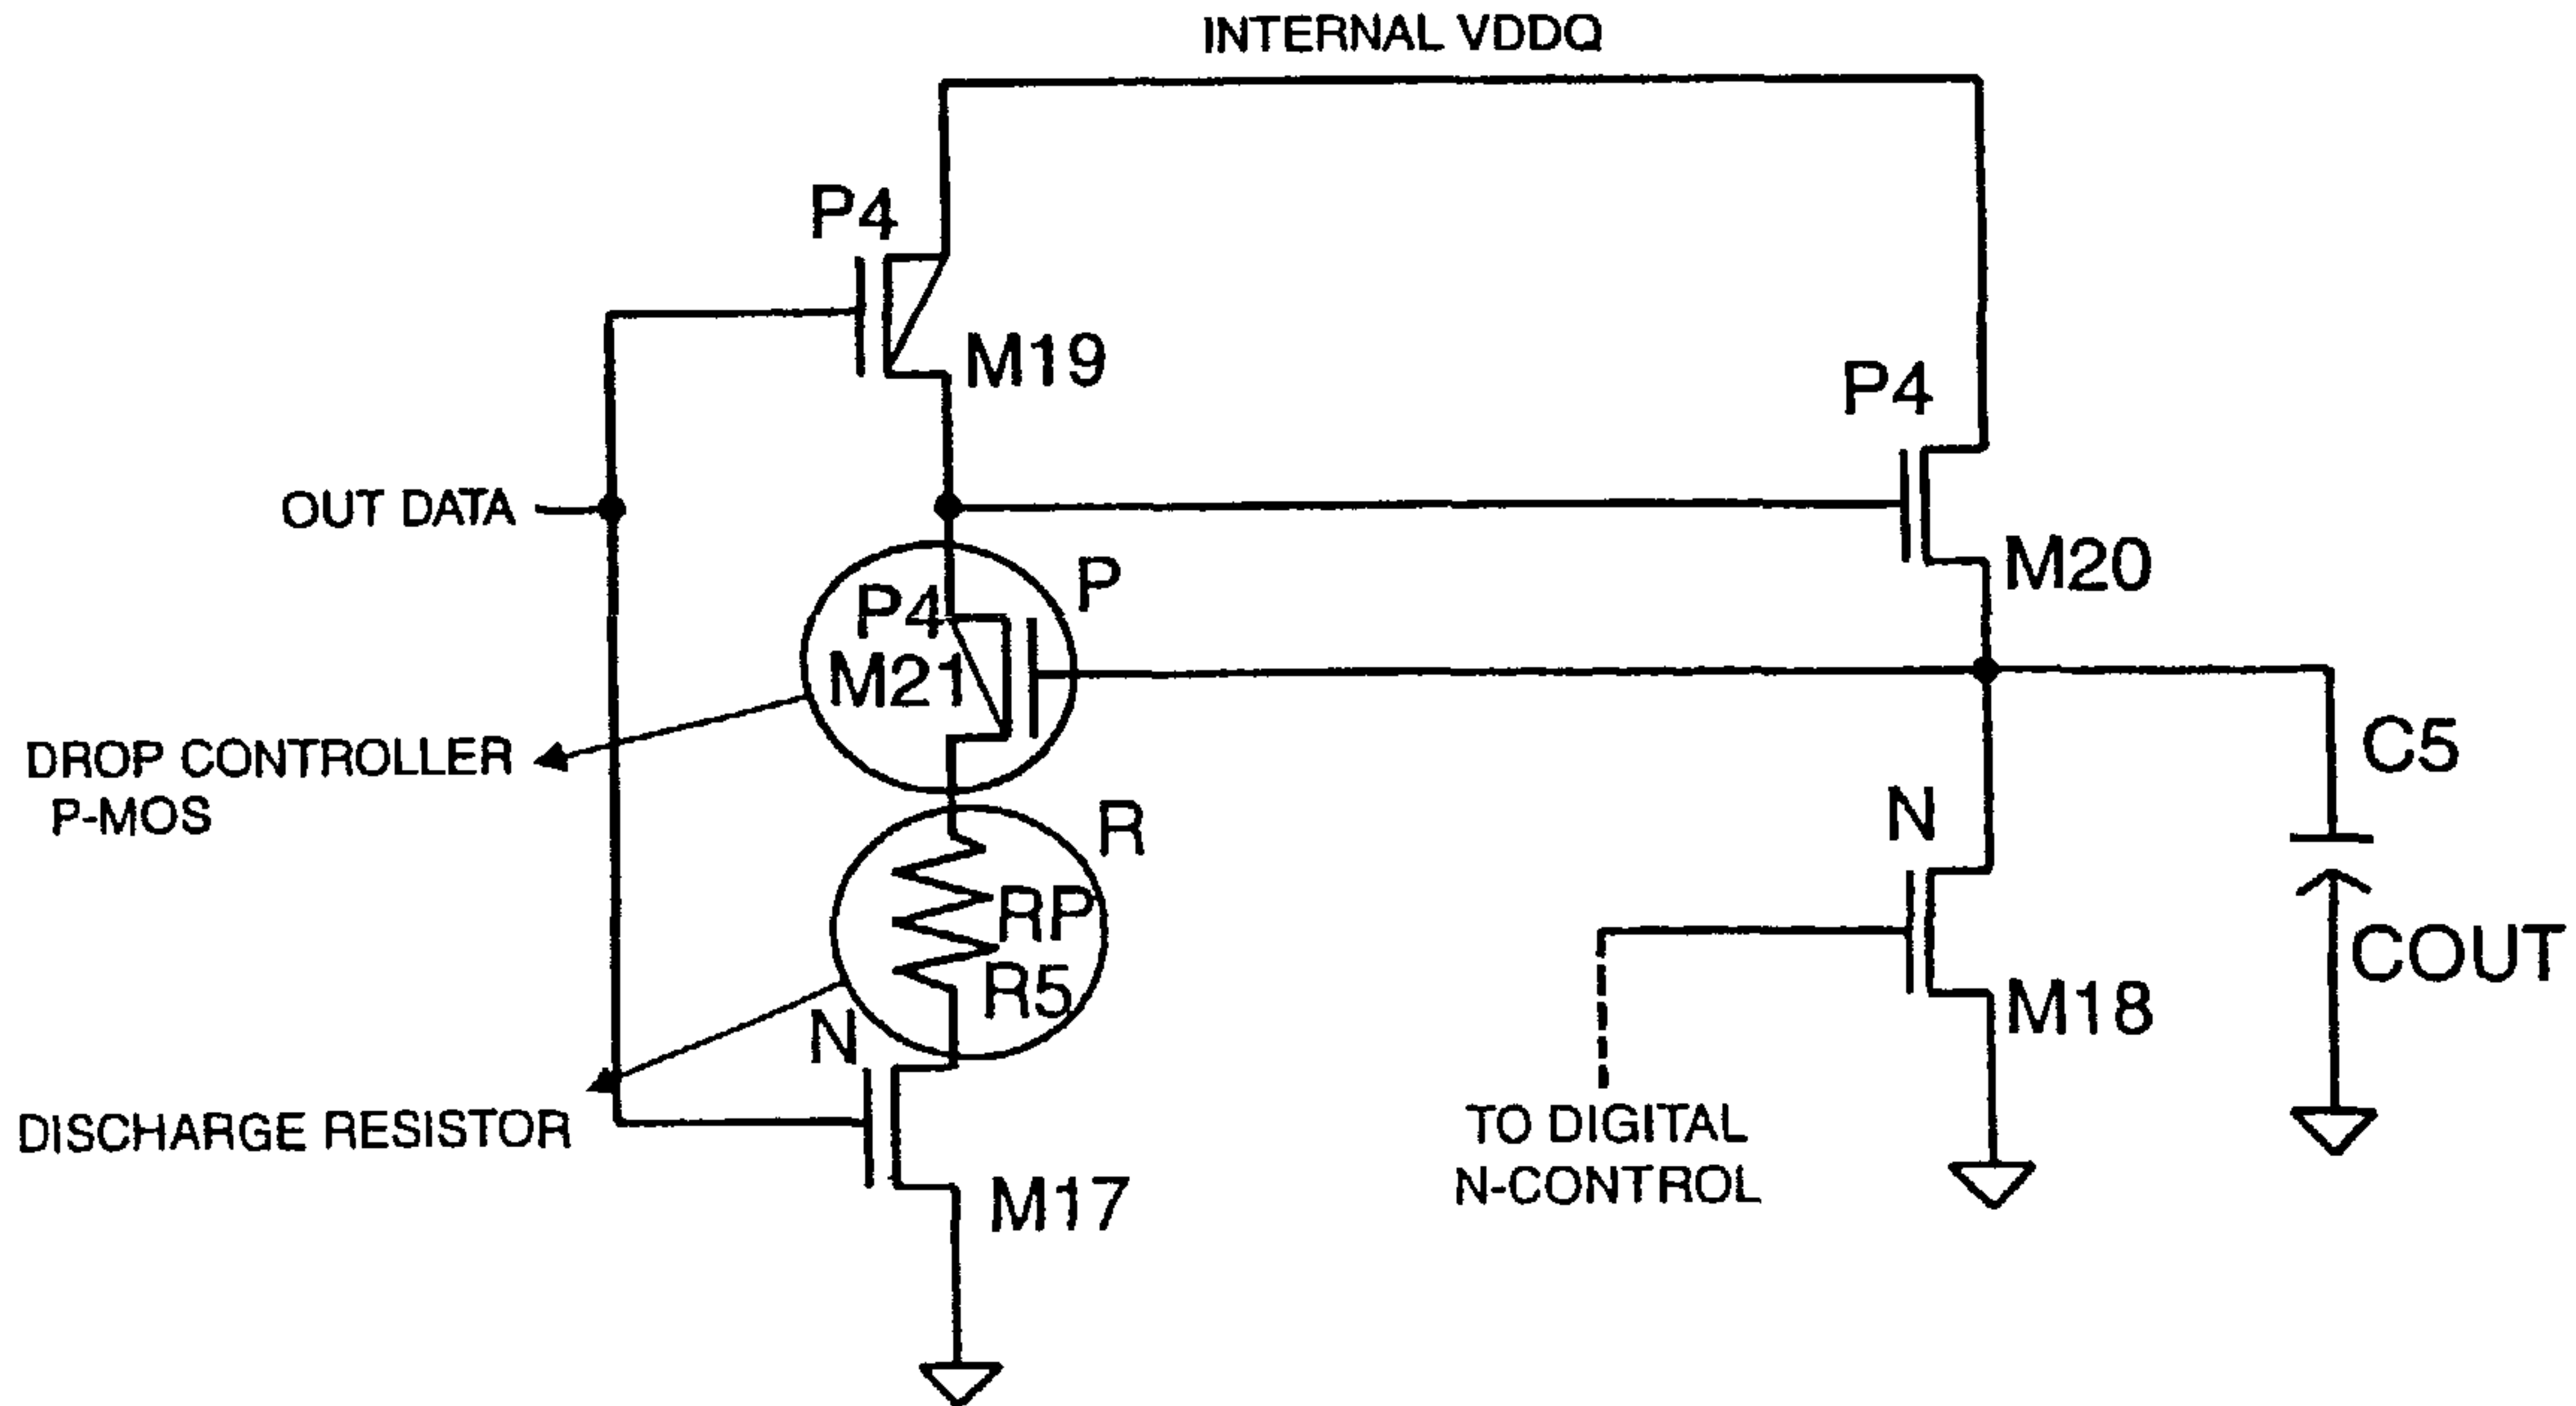 INTERNAL VDDQ
P4
M19
P4
OUT DATA
M20
P
P4
M21
DROP CONTROLLER
P-MOS
C5
R
N
RP
R5
COUT
N
M18
DISCHARGE RESISTOR
TO DIGITAL
N-CONTROL
M17